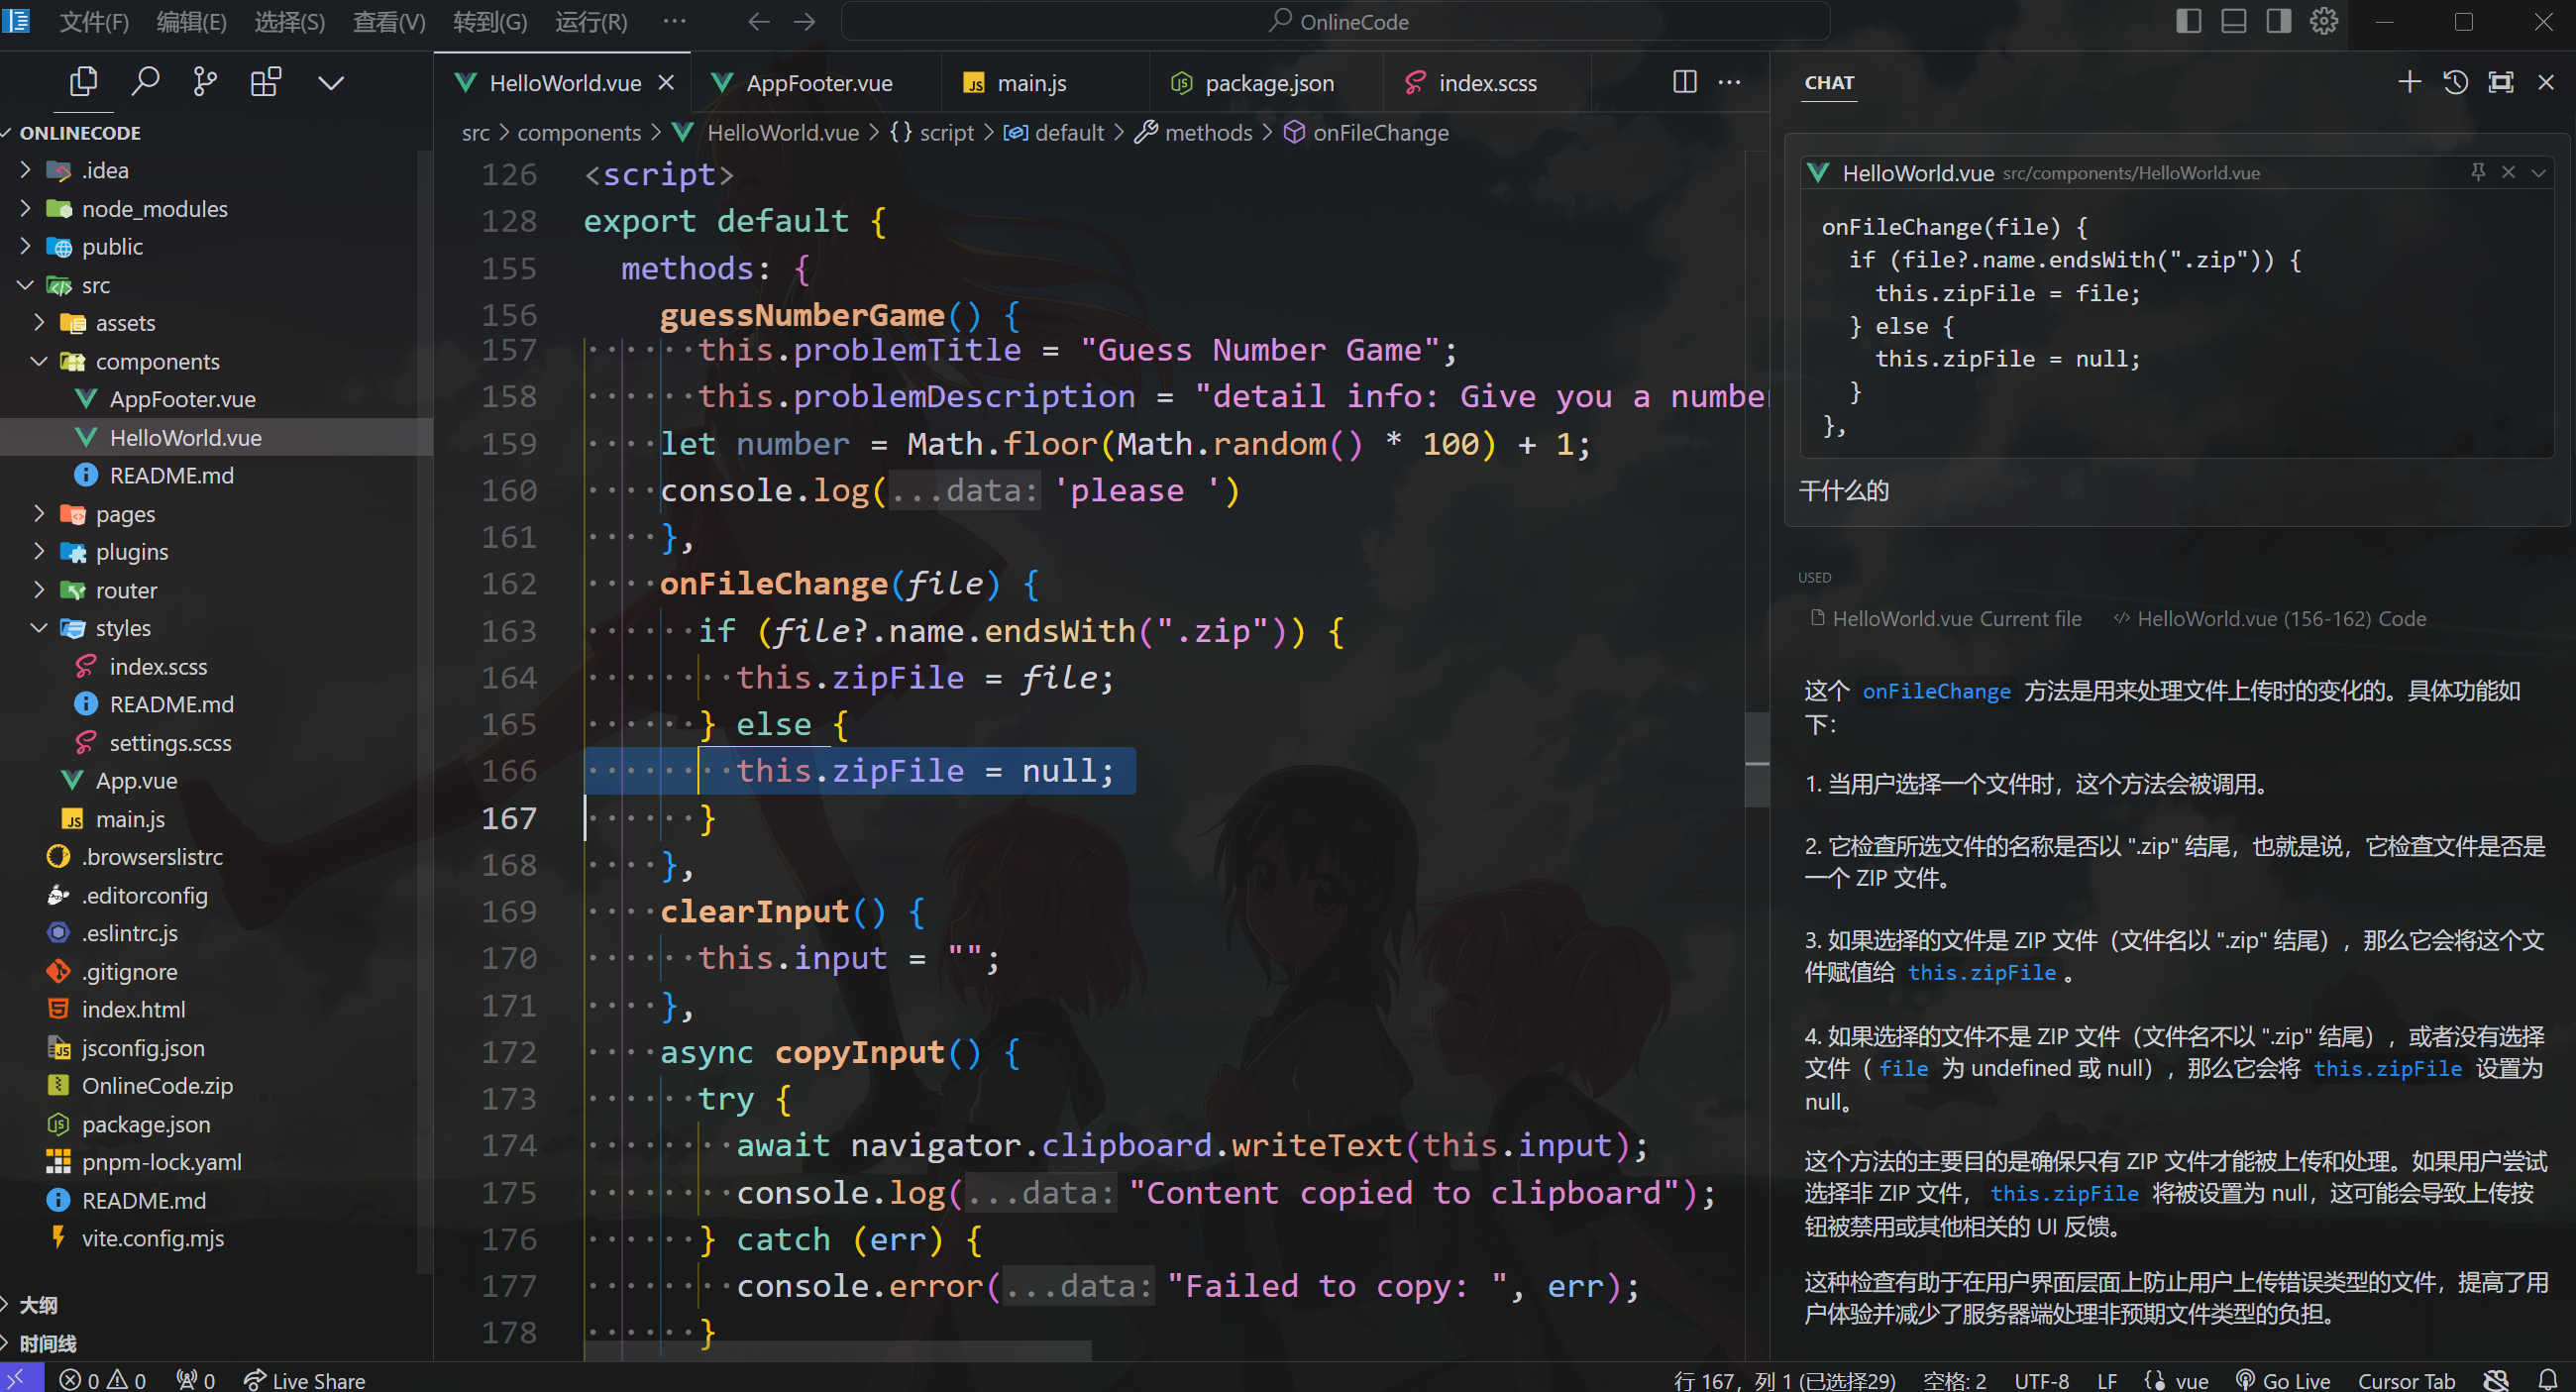 文件(F) 编辑(E) 选择(S) 查看(V) 转到(G) 运行(R) ··· OnlineCode
ONLINECODE
.idea
node_modules
public
src
assets
components
AppFooter.vue
HelloWorld.vue
README.md
pages
plugins
router
styles
index.scss
README.md
settings.scss
App.vue
main.js
.browserslistrc
.editorconfig
.eslintrc.js
.gitignore
index.html
jsconfig.json
OnlineCode.zip
package.json
pnpm-lock.yaml
README.md
vite.config.mjs
大纲
时间线
HelloWorld.vue AppFooter.vue main.js package.json index.scss
src > components > HelloWorld.vue > {} script > default > methods > onFileChange
126 <script>
128 export default {
155 methods: {
156 guessNumberGame() {
157 this.problemTitle = "Guess Number Game";
158 this.problemDescription = "detail info: Give you a number
159 let number = Math.floor(Math.random() * 100) + 1;
160 console.log(...data: 'please ')
161 },
162 onFileChange(file) {
163 if (file?.name.endsWith(".zip")) {
164 this.zipFile = file;
165 } else {
166 this.zipFile = null;
167 }
168 },
169 clearInput() {
170 this.input = "";
171 },
172 async copyInput() {
173 try {
174 await navigator.clipboard.writeText(this.input);
175 console.log(...data: "Content copied to clipboard");
176 } catch (err) {
177 console.error(...data: "Failed to copy: ", err);
178 }
CHAT
HelloWorld.vue src/components/HelloWorld.vue
onFileChange(file) {
if (file?.name.endsWith(".zip")) {
this.zipFile = file;
} else {
this.zipFile = null;
}
},
干什么的
USED
HelloWorld.vue Current file HelloWorld.vue (156-162) Code
这个 onFileChange 方法是用来处理文件上传时的变化的。具体功能如
下：
1. 当用户选择一个文件时，这个方法会被调用。
2. 它检查所选文件的名称是否以 ".zip" 结尾，也就是说，它检查文件是否是
一个 ZIP 文件。
3. 如果选择的文件是 ZIP 文件（文件名以 ".zip" 结尾），那么它会将这个文
件赋值给 this.zipFile 。
4. 如果选择的文件不是 ZIP 文件（文件名不以 ".zip" 结尾），或者没有选择
文件（ file 为 undefined 或 null），那么它会将 this.zipFile 设置为
null。
这个方法的主要目的是确保只有 ZIP 文件才能被上传和处理。如果用户尝试
选择非 ZIP 文件， this.zipFile 将被设置为 null，这可能会导致上传按
钮被禁用或其他相关的 UI 反馈。
这种检查有助于在用户界面层面上防止用户上传错误类型的文件，提高了用
户体验并减少了服务器端处理非预期文件类型的负担。
0 0 0 Live Share 行 167，列 1 (已选择29) 空格: 2 UTF-8 LF vue Go Live Cursor Tab